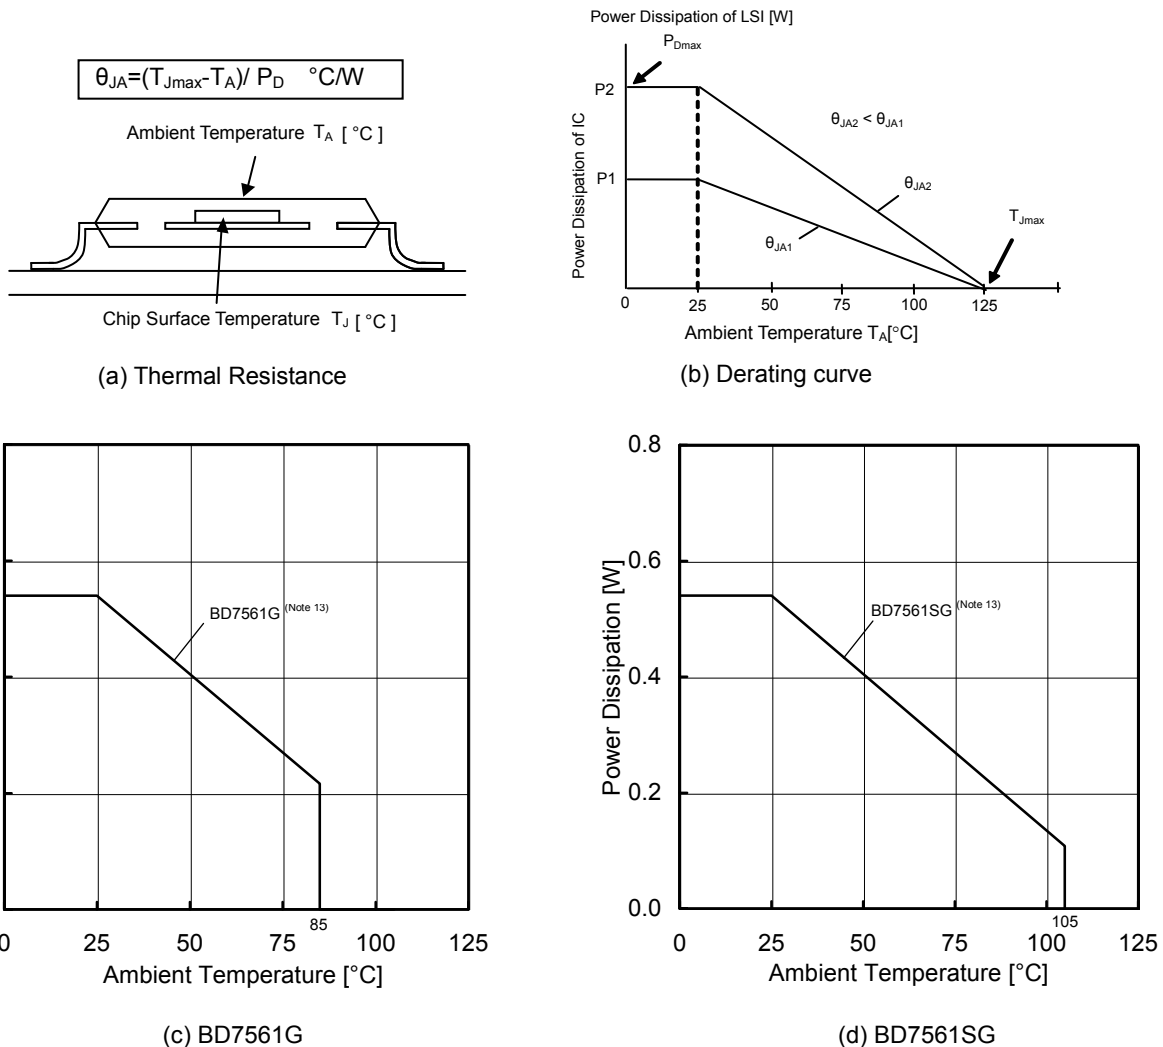 θJA=(TJmax-TA)/ PD °C/W
Ambient Temperature TA [ °C ]
Chip Surface Temperature TJ [ °C ]
(a) Thermal Resistance
Power Dissipation of LSI [W]
PDmax
P2
P1
Power Dissipation of IC
θJA2 < θJA1
θJA2
θJA1
TJmax
0 25 50 75 100 125
Ambient Temperature TA[°C]
(b) Derating curve
BD7561G (Note 13)
85
0 25 50 75 100 125
Ambient Temperature [°C]
(c) BD7561G
0.8
0.6
0.4
0.2
0.0
Power Dissipation [W]
BD7561SG (Note 13)
105
0 25 50 75 100 125
Ambient Temperature [°C]
(d) BD7561SG